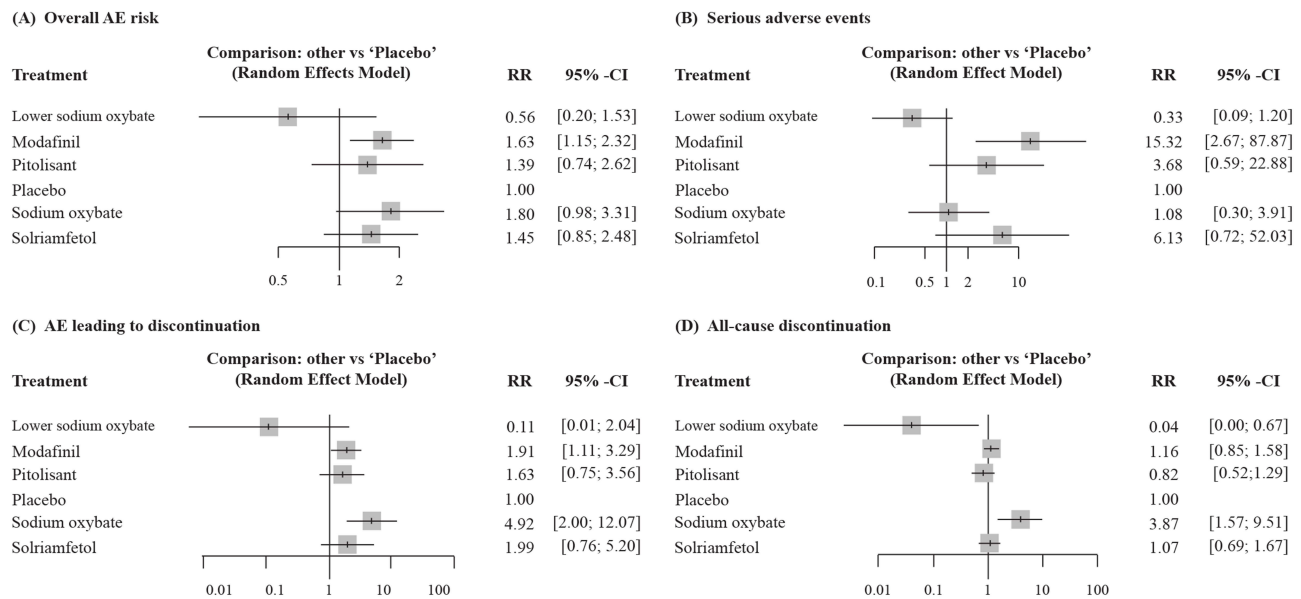 (A) Overall AE risk
Comparison: other vs ‘Placebo’
Treatment (Random Effects Model) RR 95% -CI
Lower sodium oxybate 0.56 [0.20; 1.53]
Modafinil 1.63 [1.15; 2.32]
Pitolisant 1.39 [0.74; 2.62]
Placebo 1.00
Sodium oxybate 1.80 [0.98; 3.31]
Solriamfetol 1.45 [0.85; 2.48]
0.5 1 2
(B) Serious adverse events
Comparison: other vs ‘Placebo’
Treatment (Random Effect Model) RR 95% -CI
Lower sodium oxybate 0.33 [0.09; 1.20]
Modafinil 15.32 [2.67; 87.87]
Pitolisant 3.68 [0.59; 22.88]
Placebo 1.00
Sodium oxybate 1.08 [0.30; 3.91]
Solriamfetol 6.13 [0.72; 52.03]
0.1 0.5 1 2 10
(C) AE leading to discontinuation
Comparison: other vs ‘Placebo’
Treatment (Random Effect Model) RR 95% -CI
Lower sodium oxybate 0.11 [0.01; 2.04]
Modafinil 1.91 [1.11; 3.29]
Pitolisant 1.63 [0.75; 3.56]
Placebo 1.00
Sodium oxybate 4.92 [2.00; 12.07]
Solriamfetol 1.99 [0.76; 5.20]
0.01 0.1 1 10 100
(D) All-cause discontinuation
Comparison: other vs ‘Placebo’
Treatment (Random Effect Model) RR 95% -CI
Lower sodium oxybate 0.04 [0.00; 0.67]
Modafinil 1.16 [0.85; 1.58]
Pitolisant 0.82 [0.52;1.29]
Placebo 1.00
Sodium oxybate 3.87 [1.57; 9.51]
Solriamfetol 1.07 [0.69; 1.67]
0.01 0.1 1 10 100